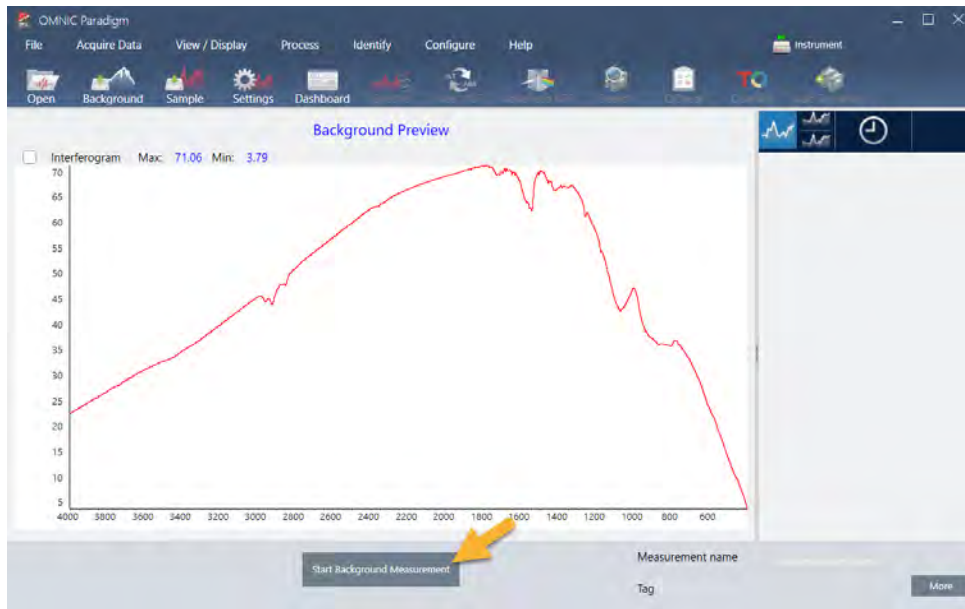 OMNIC Paradigm
File Acquire Data View / Display Process Identify Configure Help Instrument
Open Background Sample Settings Dashboard
Background Preview
Interferogram Max: 71.06 Min: 3.79
70
65
60
55
50
45
40
35
30
25
20
15
10
5
4000 3800 3600 3400 3200 3000 2800 2600 2400 2200 2000 1800 1600 1400 1200 1000 800 600
Start Background Measurement
Measurement name
Tag
More